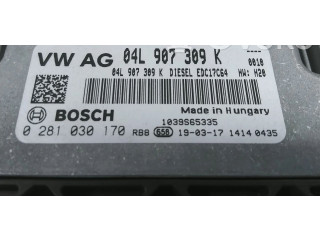 VW AG 04L 907 309 K
04L 907 309 K DIESEL EDC17C64
0010
HW: H20
BOSCH
Made in Hungary
1039S65335
0 281 030 170 RBB 656 19-03-17 1414 0435